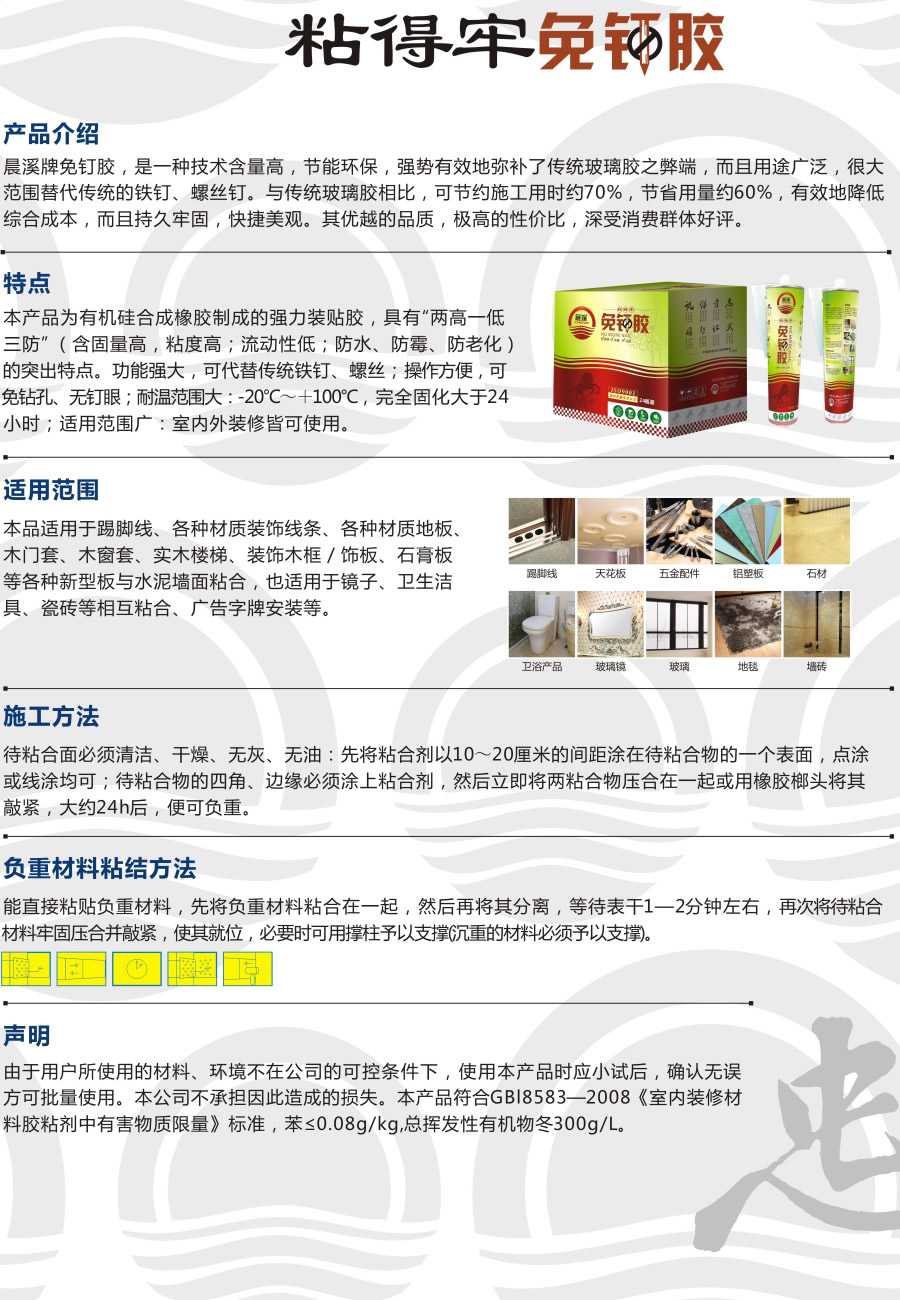 粘得牢免钉胶
产品介绍
晨溪牌免钉胶，是一种技术含量高，节能环保，强势有效地弥补了传统玻璃胶之弊端，而且用途广泛，很大
范围替代传统的铁钉、螺丝钉。与传统玻璃胶相比，可节约施工用时约70%，节省用量约60%，有效地降低
综合成本，而且持久牢固，快捷美观。其优越的品质，极高的性价比，深受消费群体好评。
特点
本产品为有机硅合成橡胶制成的强力装贴胶，具有“两高一低
三防”（含固量高，粘度高；流动性低；防水、防霉、防老化）
的突出特点。功能强大，可代替传统铁钉、螺丝；操作方便，可
免钻孔、无钉眼；耐温范围大：-20℃～＋100℃，完全固化大于24
小时；适用范围广：室内外装修皆可使用。
晨溪
免钉胶
ISO9001
24瓶装
免钉胶
适用范围
本品适用于踢脚线、各种材质装饰线条、各种材质地板、
木门套、木窗套、实木楼梯、装饰木框／饰板、石膏板
等各种新型板与水泥墙面粘合，也适用于镜子、卫生洁
具、瓷砖等相互粘合、广告字牌安装等。
踢脚线 天花板 五金配件 铝塑板 石材
卫浴产品 玻璃镜 玻璃 地毯 墙砖
施工方法
待粘合面必须清洁、干燥、无灰、无油：先将粘合剂以10～20厘米的间距涂在待粘合物的一个表面，点涂
或线涂均可；待粘合物的四角、边缘必须涂上粘合剂，然后立即将两粘合物压合在一起或用橡胶榔头将其
敲紧，大约24h后，便可负重。
负重材料粘结方法
能直接粘贴负重材料，先将负重材料粘合在一起，然后再将其分离，等待表干1—2分钟左右，再次将待粘合
材料牢固压合并敲紧，使其就位，必要时可用撑柱予以支撑(沉重的材料必须予以支撑)。
声明
由于用户所使用的材料、环境不在公司的可控条件下，使用本产品时应小试后，确认无误
方可批量使用。本公司不承担因此造成的损失。本产品符合GBI8583—2008《室内装修材
料胶粘剂中有害物质限量》标准，苯≤0.08g/kg,总挥发性有机物冬300g/L。